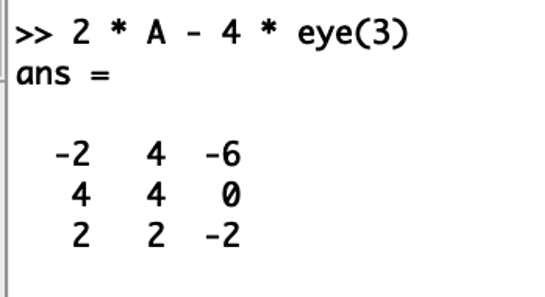 >> 2 * A - 4 * eye(3)
ans =
-2 4 -6
4 4 0
2 2 -2